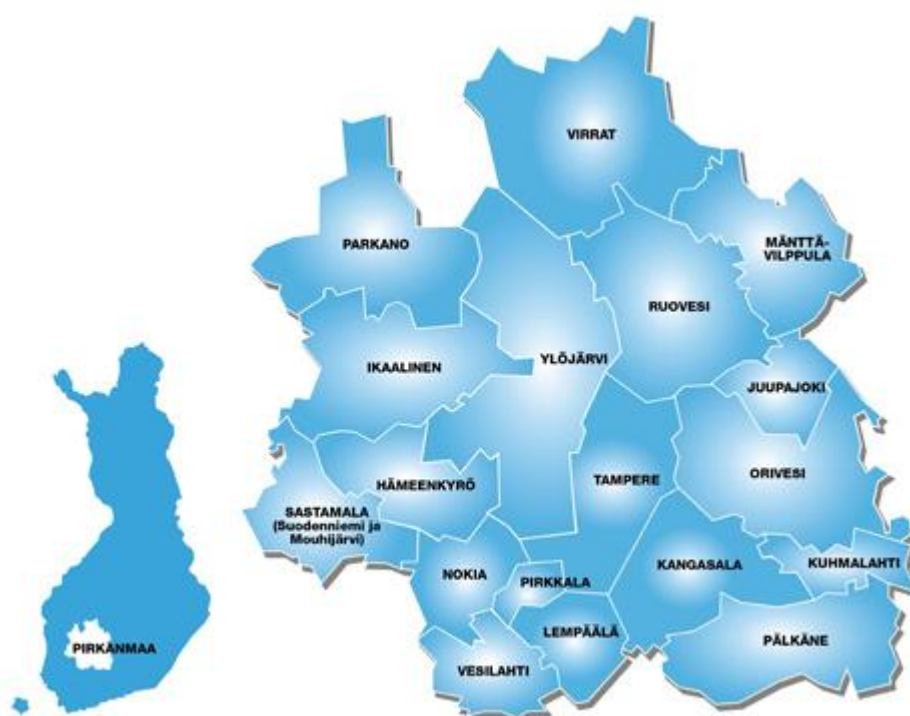 VIRRAT
PARKANO
MÄNTTÄ-
VILPPULA
RUOVESI
IKAALINEN
YLÖJÄRVI
JUUPAJOKI
ORIVESI
TAMPERE
HÄMEENKYRÖ
SASTAMALA
(Suodenniemi ja
Mouhijärvi)
KANGASALA
KUHMALAHTI
NOKIA
PIRKKALA
LEMPÄÄLÄ
PÄLKÄNE
VESILAHTI
PIRKANMAA